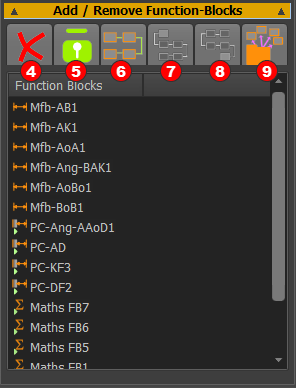 Add / Remove Function-Blocks
4 5 6 7 8 9
Function Blocks
Mfb-AB1
Mfb-AK1
Mfb-AoA1
Mfb-Ang-BAK1
Mfb-AoBo1
Mfb-BoB1
PC-Ang-AAoD1
PC-AD
PC-KF3
PC-DF2
Maths FB7
Maths FB6
Maths FB5
Maths FB1